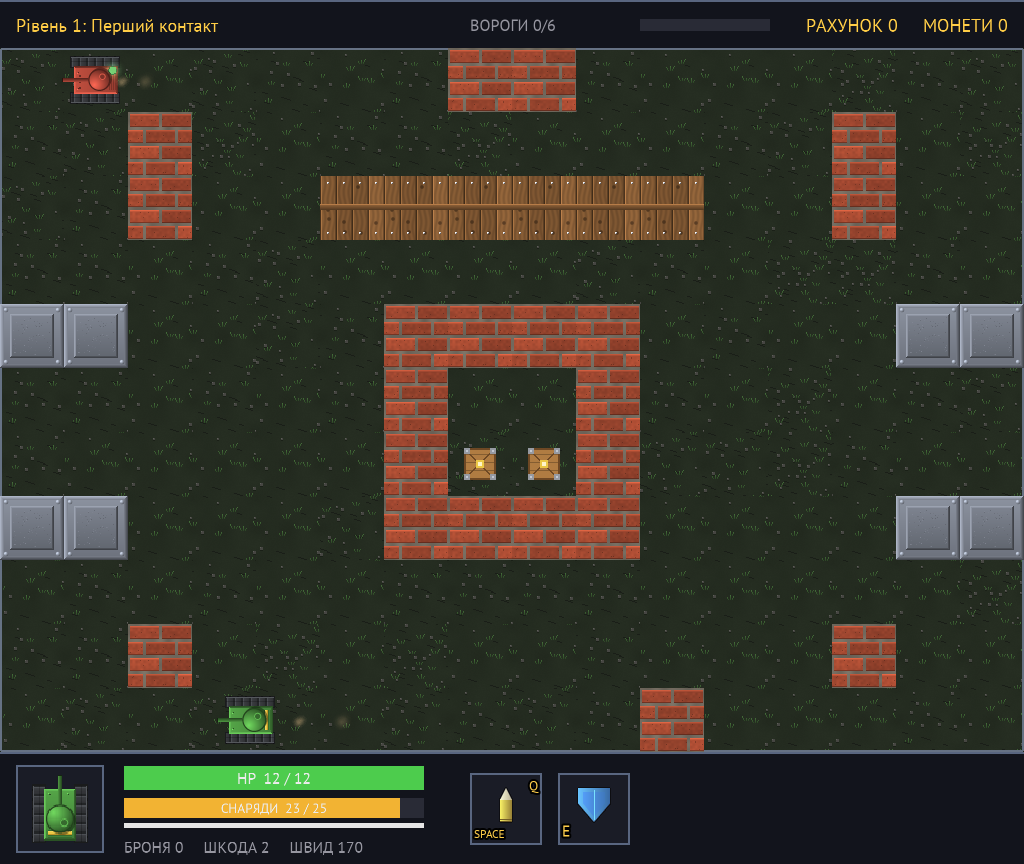 Рівень 1: Перший контакт ВОРОГИ 0/6 РАХУНОК 0 МОНЕТИ 0
HP 12 / 12
СНАРЯДИ 23 / 25
БРОНЯ 0 ШКОДА 2 ШВИД 170
Q
SPACE
E